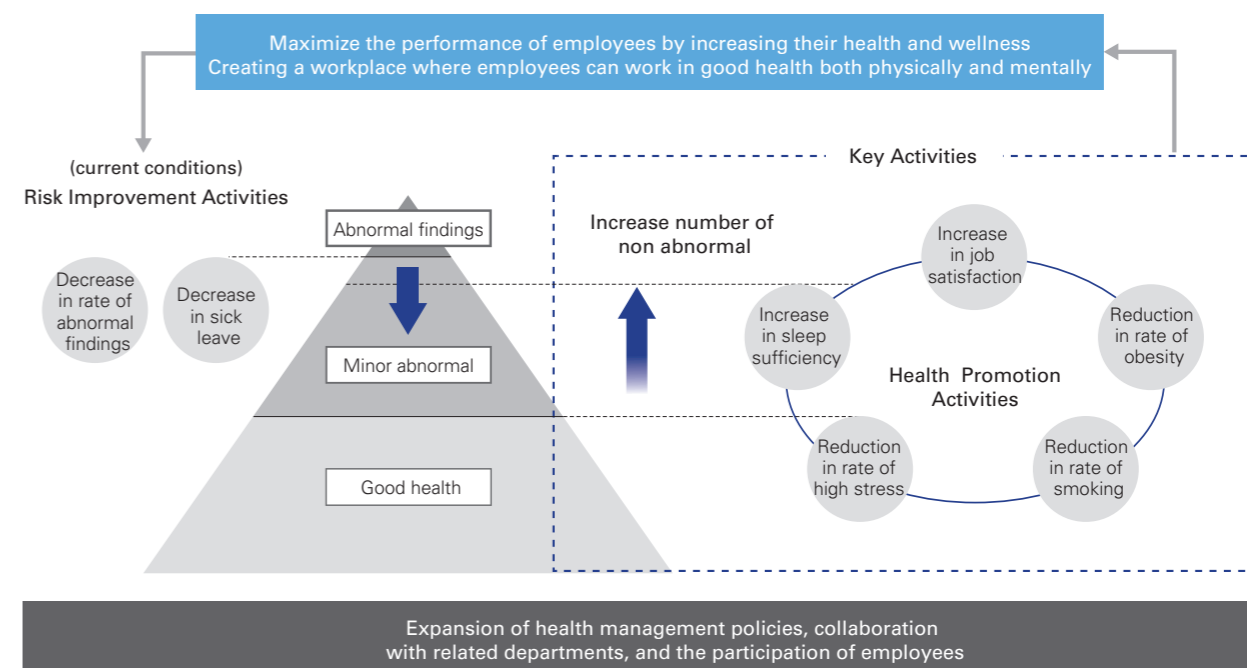 Maximize the performance of employees by increasing their health and wellness
Creating a workplace where employees can work in good health both physically and mentally
(current conditions)
Risk Improvement Activities
Decrease
in rate of
abnormal
findings
Decrease
in sick
leave
Abnormal findings
Minor abnormal
Good health
Key Activities
Increase number of
non abnormal
Increase
in job
satisfaction
Increase
in sleep
sufficiency
Reduction
in rate of
obesity
Health Promotion
Activities
Reduction
in rate of
high stress
Reduction
in rate of
smoking
Expansion of health management policies, collaboration
with related departments, and the participation of employees